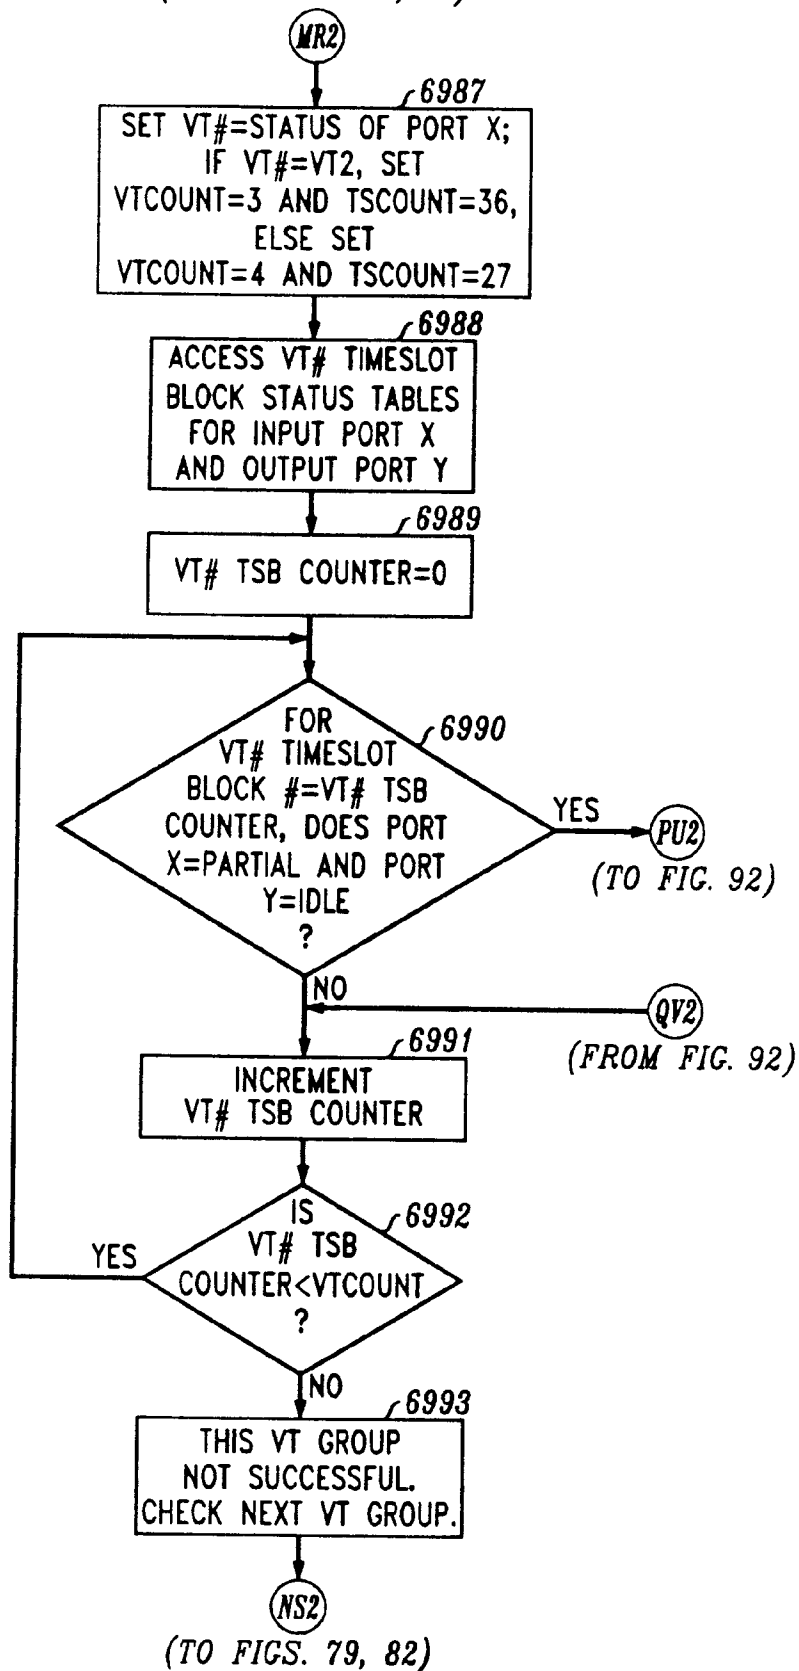 MR2
6987
SET VT#=STATUS OF PORT X;
IF VT#=VT2, SET
VTCOUNT=3 AND TSCOUNT=36,
ELSE SET
VTCOUNT=4 AND TSCOUNT=27
6988
ACCESS VT# TIMESLOT
BLOCK STATUS TABLES
FOR INPUT PORT X
AND OUTPUT PORT Y
6989
VT# TSB COUNTER=0
6990
FOR
VT# TIMESLOT
BLOCK #=VT# TSB
COUNTER, DOES PORT
X=PARTIAL AND PORT
Y=IDLE
?
YES
PU2
(TO FIG. 92)
NO
QV2
(FROM FIG. 92)
6991
INCREMENT
VT# TSB COUNTER
6992
IS
VT# TSB
COUNTER<VTCOUNT
?
YES
NO
6993
THIS VT GROUP
NOT SUCCESSFUL.
CHECK NEXT VT GROUP.
NS2
(TO FIGS. 79, 82)